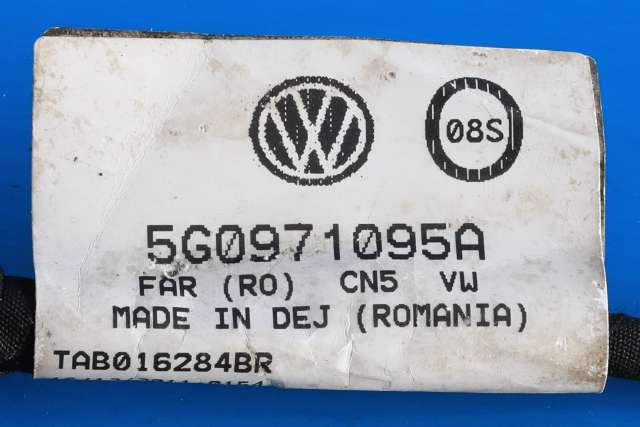 08S
5G0971095A
FAR (RO) CN5 VW
MADE IN DEJ (ROMANIA)
TAB016284BR